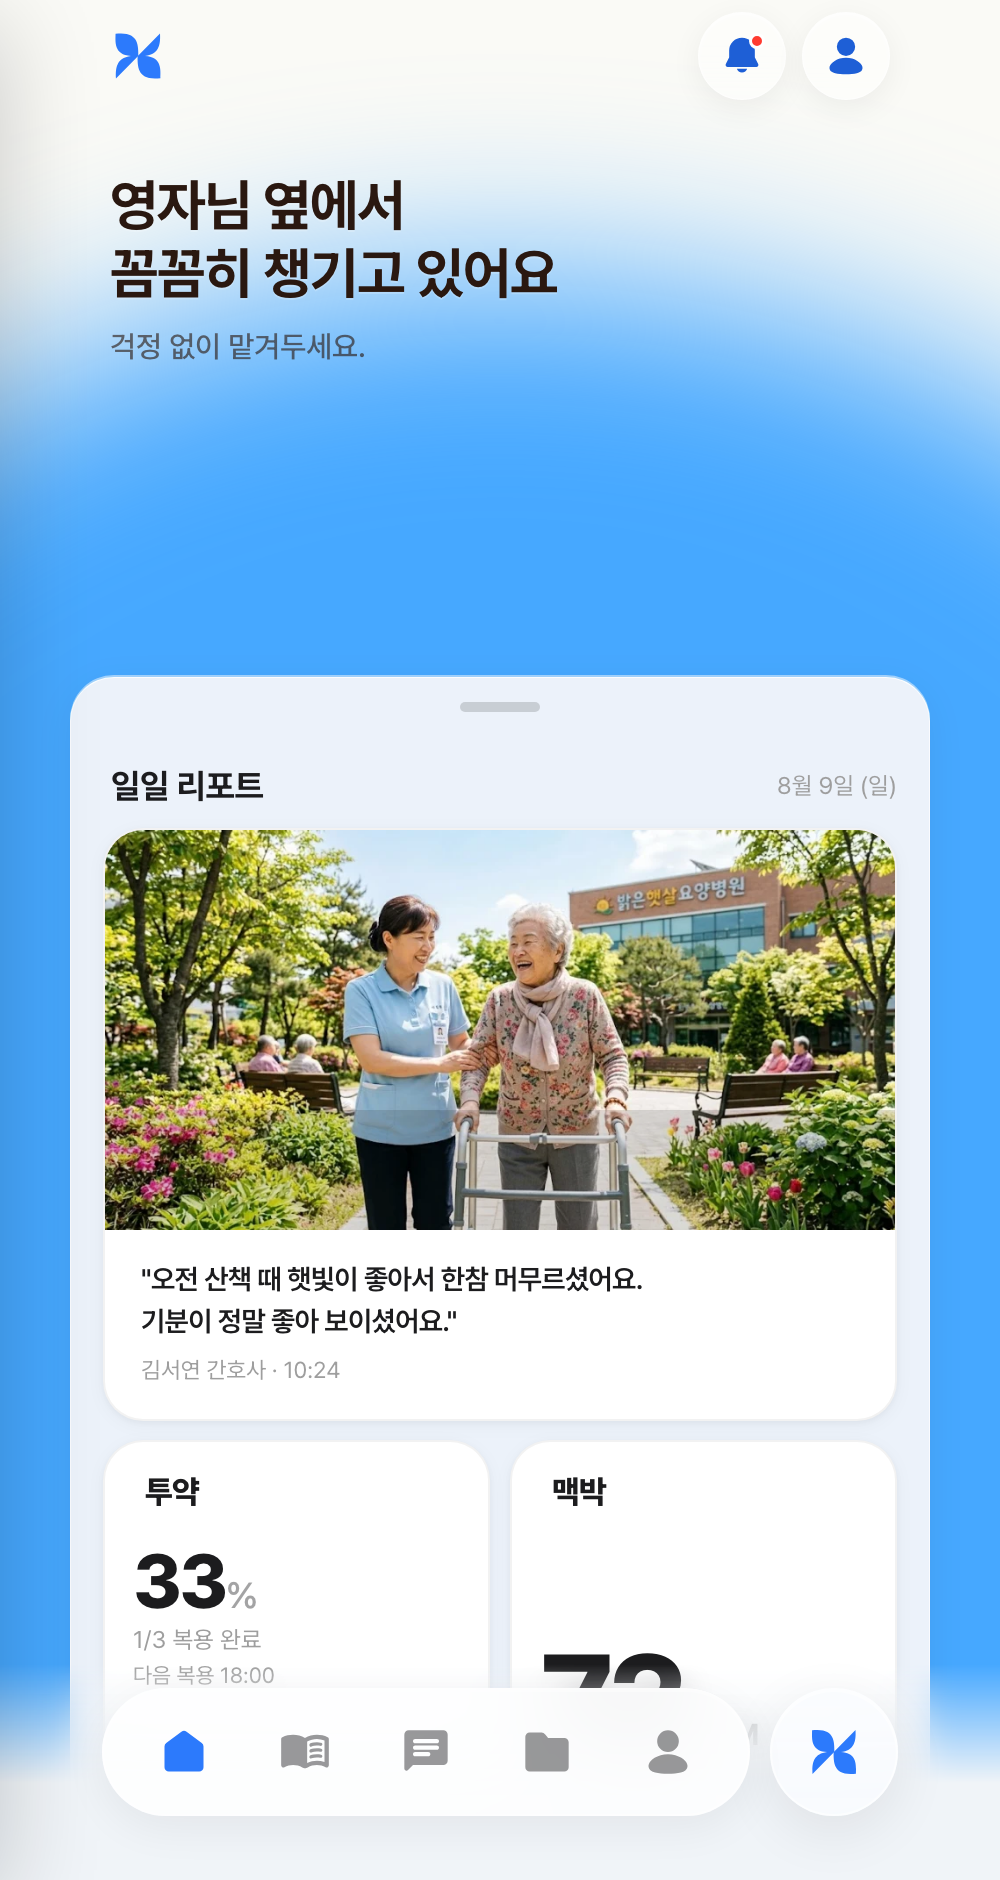 영자님 옆에서
꼼꼼히 챙기고 있어요
걱정 없이 맡겨두세요.
일일 리포트
8월 9일 (일)
밝은햇살요양병원
"오전 산책 때 햇빛이 좋아서 한참 머무르셨어요.
기분이 정말 좋아 보이셨어요."
김서연 간호사 · 10:24
투약
맥박
33%
1/3 복용 완료
다음 복용 18:00